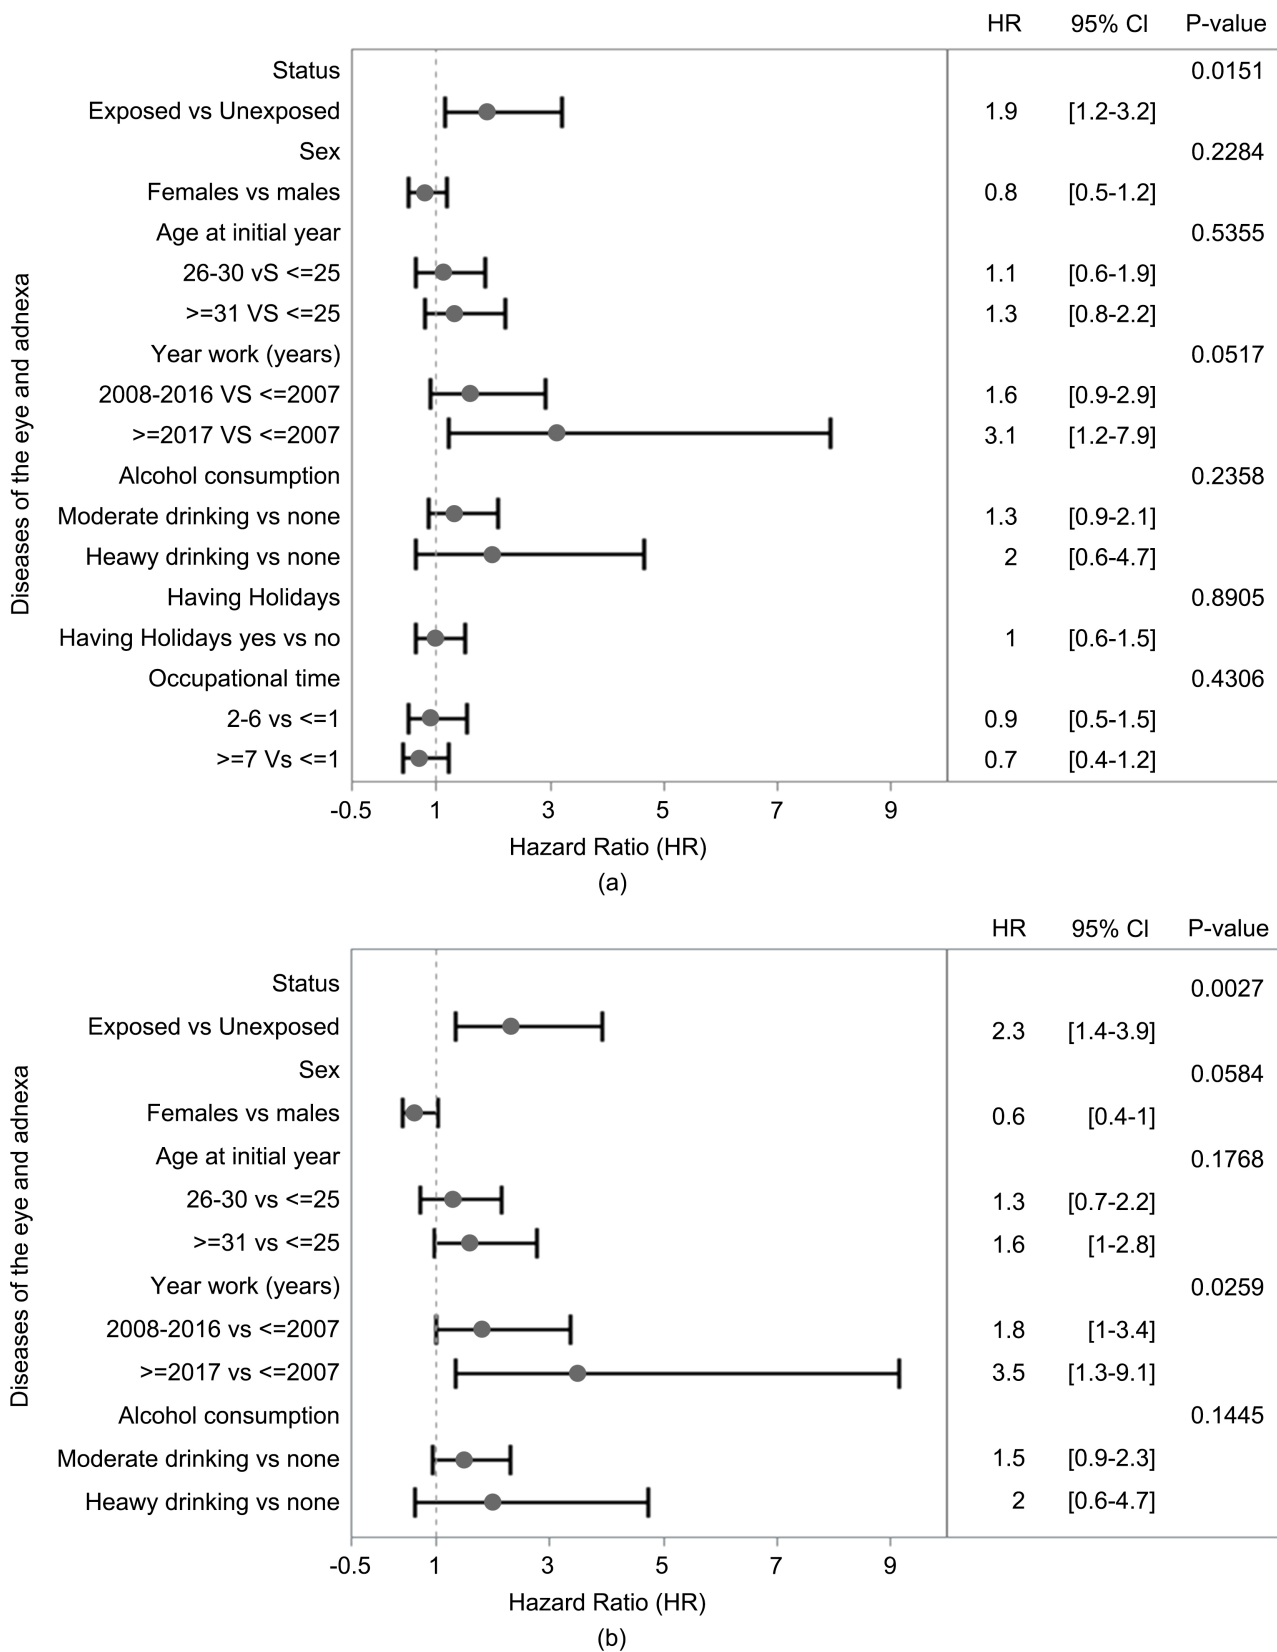 HR 95% CI P-value
Status 0.0151
Exposed vs Unexposed 1.9 [1.2-3.2]
Sex 0.2284
Females vs males 0.8 [0.5-1.2]
Age at initial year 0.5355
26-30 vS <=25 1.1 [0.6-1.9]
>=31 VS <=25 1.3 [0.8-2.2]
Year work (years) 0.0517
2008-2016 VS <=2007 1.6 [0.9-2.9]
>=2017 VS <=2007 3.1 [1.2-7.9]
Alcohol consumption 0.2358
Moderate drinking vs none 1.3 [0.9-2.1]
Heawy drinking vs none 2 [0.6-4.7]
Having Holidays 0.8905
Having Holidays yes vs no 1 [0.6-1.5]
Occupational time 0.4306
2-6 vs <=1 0.9 [0.5-1.5]
>=7 Vs <=1 0.7 [0.4-1.2]
Diseases of the eye and adnexa
-0.5 1 3 5 7 9
Hazard Ratio (HR)
(a)
HR 95% CI P-value
Status 0.0027
Exposed vs Unexposed 2.3 [1.4-3.9]
Sex 0.0584
Females vs males 0.6 [0.4-1]
Age at initial year 0.1768
26-30 vs <=25 1.3 [0.7-2.2]
>=31 vs <=25 1.6 [1-2.8]
Year work (years) 0.0259
2008-2016 vs <=2007 1.8 [1-3.4]
>=2017 vs <=2007 3.5 [1.3-9.1]
Alcohol consumption 0.1445
Moderate drinking vs none 1.5 [0.9-2.3]
Heawy drinking vs none 2 [0.6-4.7]
Diseases of the eye and adnexa
-0.5 1 3 5 7 9
Hazard Ratio (HR)
(b)